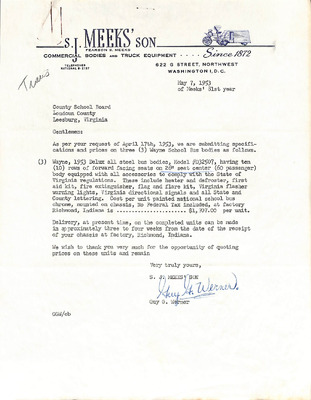 S. J. MEEKS' SON
TEARSON S. MEEKS
COMMERCIAL BODIES AND TRUCK EQUIPMENT Since 1872
TELEPHONE
NATIONAL
622 G STREET, NORTHWEST
WASHINGTON 1, D. C.
Travis
May 7, 1953
of Meeks' 81st year
County School Board
Loudoun County
Leesburg, Virginia
Gentlemen:
As per your request of April 17th, 1953, we are submitting specifi-
cations and prices on three (3) Wayne School Bus bodies as follows.
(3) Wayne, 1953 Delux all steel bus bodies, Model having ten
(10) rows of forward facing seats on 28" seat center (60 passenger)
body equipped with all accessories to comply with the State of
Virginia regulations. These include heater and defroster, first
aid kit, fire extinguisher, flag and flare kit, Virginia flasher
warning lights, Virginia directional signals and all State and
County lettering. Cost per unit painted national school bus
chrome, mounted on chassis, No Federal Tax included, at factory
Richmond, Indiana is per unit.
Delivery, at present time, on the completed units can be made
in approximately three to four weeks from the date of the receipt
of your chassis at factory, Richmond, Indiana.
We wish to thank you very much for the opportunity of quoting
prices on these units and remain
Very truly yours,
S. J. MEEKS' SON
Guy G. Werner
Guy G. Werner
GGW/cb